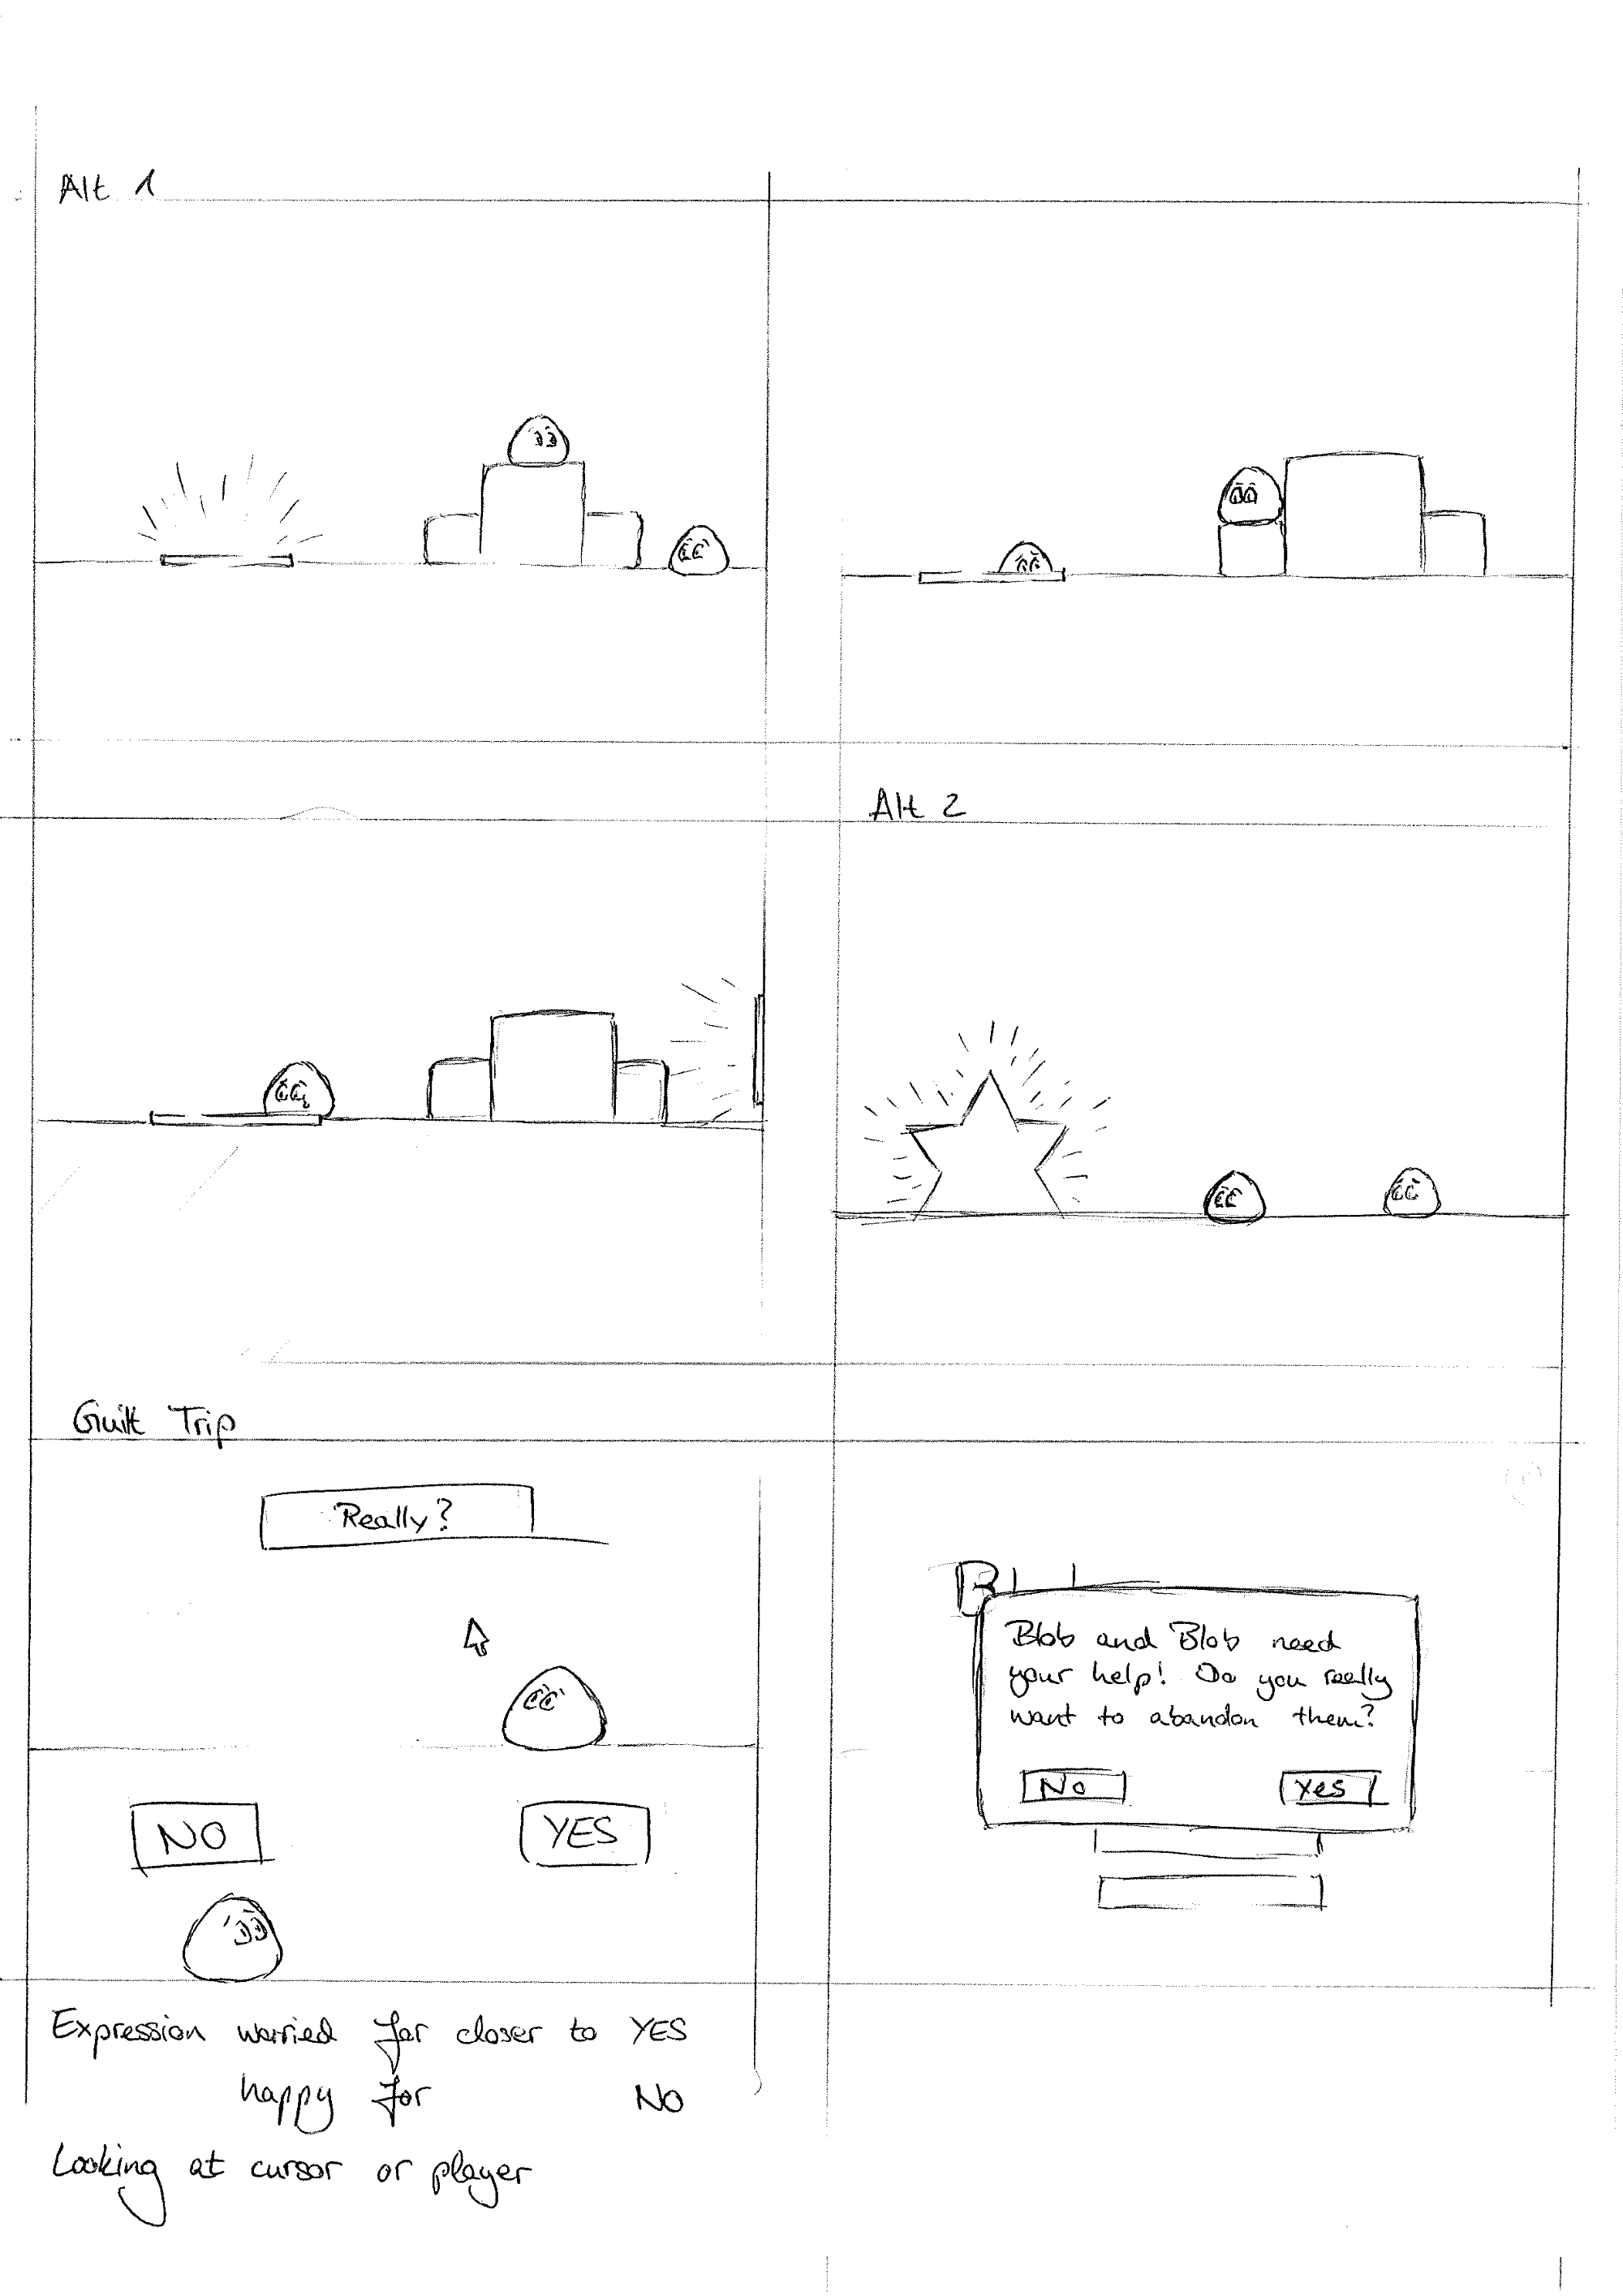 Alt 1
Alt 2
Guilt Trip
Really?
NO
YES
Expression worried for closer to YES
happy for NO
Looking at cursor or player
Blob and Blob need
your help! Do you really
want to abandon them?
No
Yes